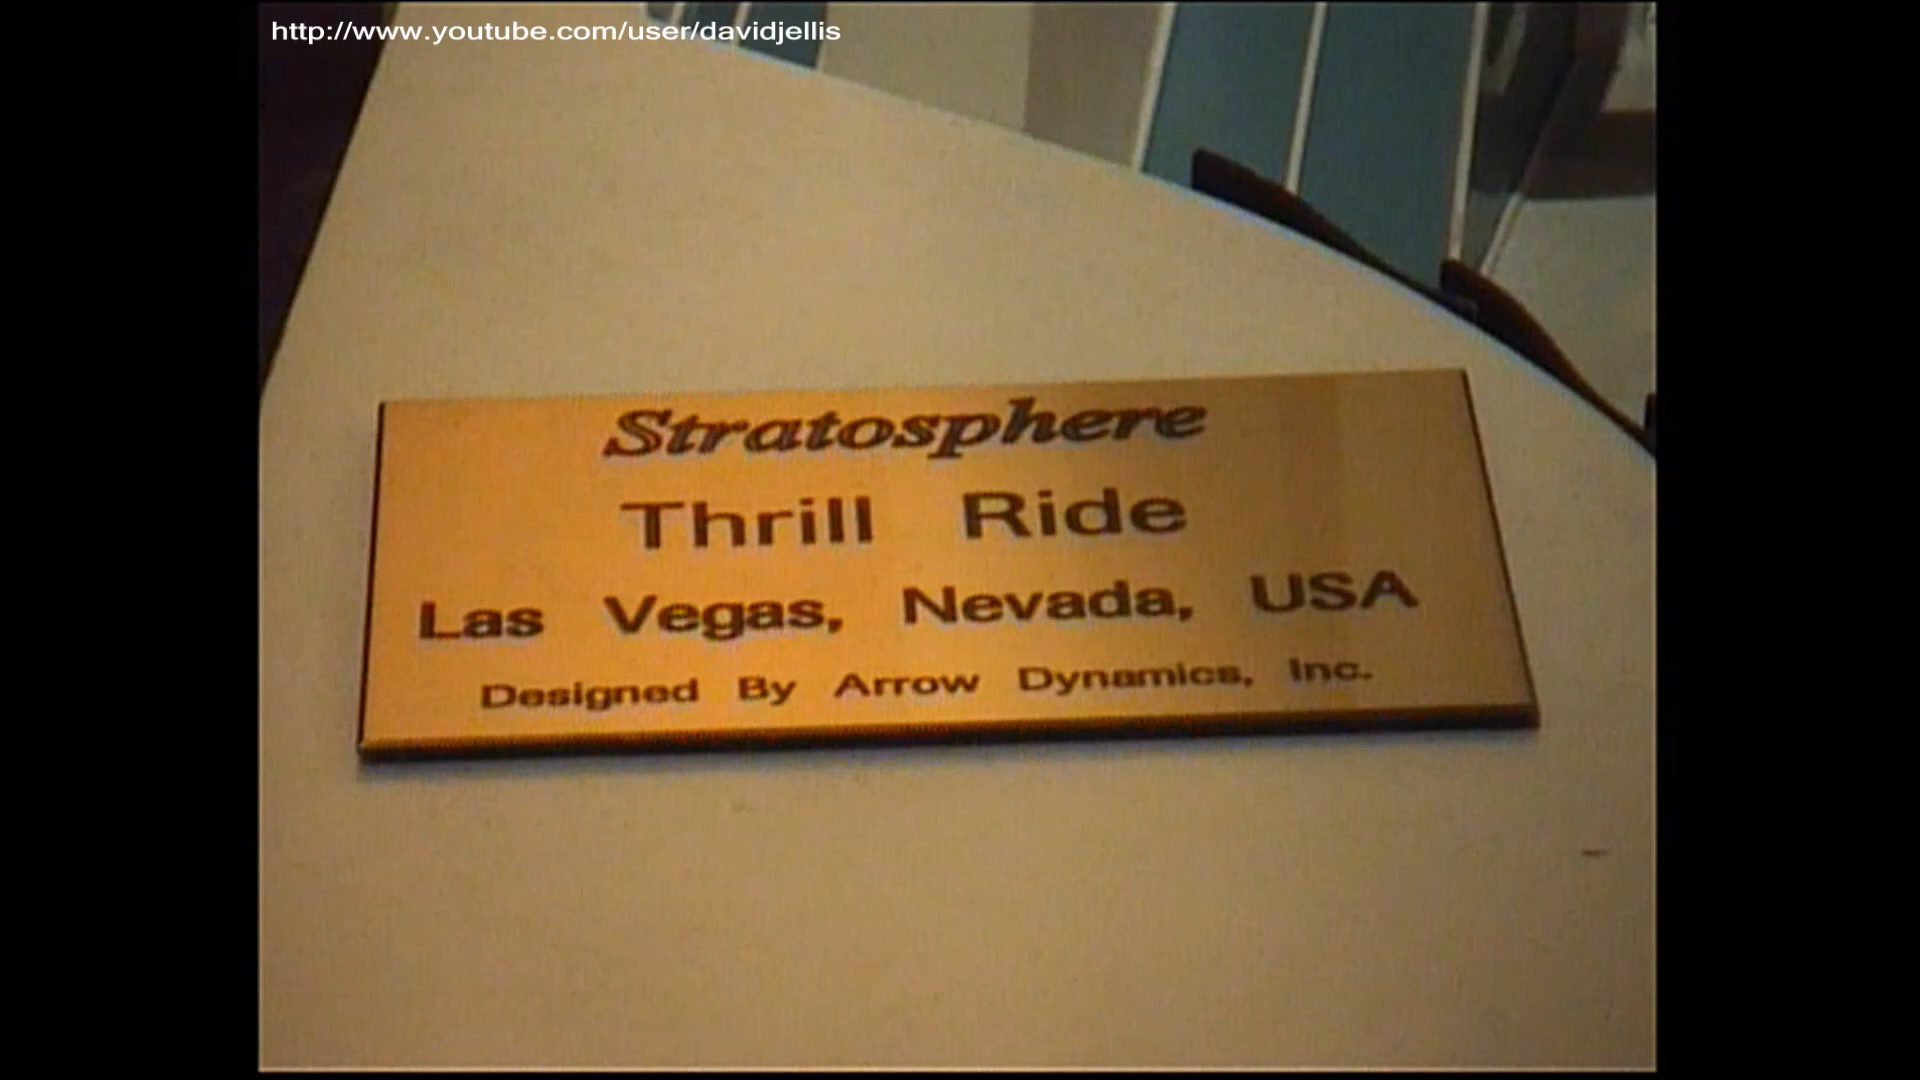 http://www.youtube.com/user/davidjellis
Stratosphere
Thrill Ride
Las Vegas, Nevada, USA
Designed By Arrow Dynamics, Inc.